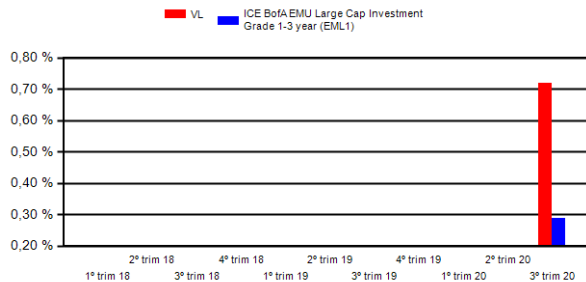 VL
ICE BofA EMU Large Cap Investment
Grade 1-3 year (EML1)
0,80 %
0,70 %
0,60 %
0,50 %
0,40 %
0,30 %
0,20 %
2º trim 18
4º trim 18
2º trim 19
4º trim 19
2º trim 20
1º trim 18
3º trim 18
1º trim 19
3º trim 19
1º trim 20
3º trim 20